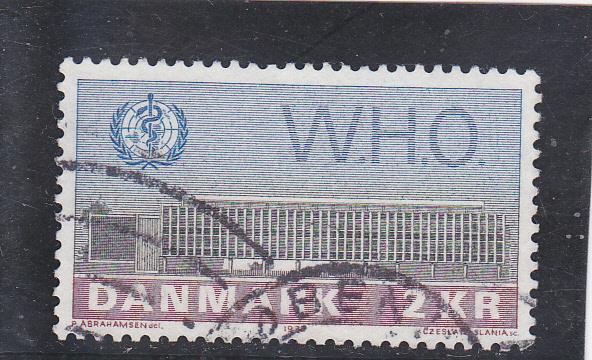 W.H.O.
DANMARK 2 KR
P. ABRAHAMSEN del. CZESLAW SLANIA sc.